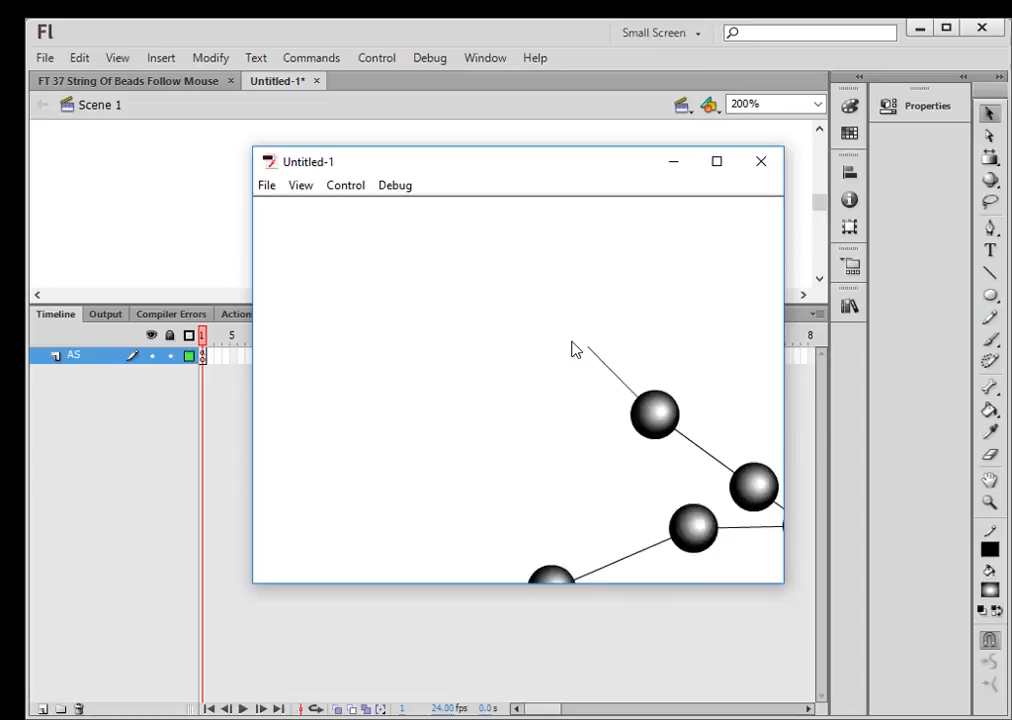 Fl
Small Screen
File Edit View Insert Modify Text Commands Control Debug Window Help
FT 37 String Of Beads Follow Mouse × Untitled-1* ×
Scene 1
200%
Properties
Untitled-1
File View Control Debug
Timeline Output Compiler Errors Action
1 5 8
AS
1 24.00 fps 0.0 s